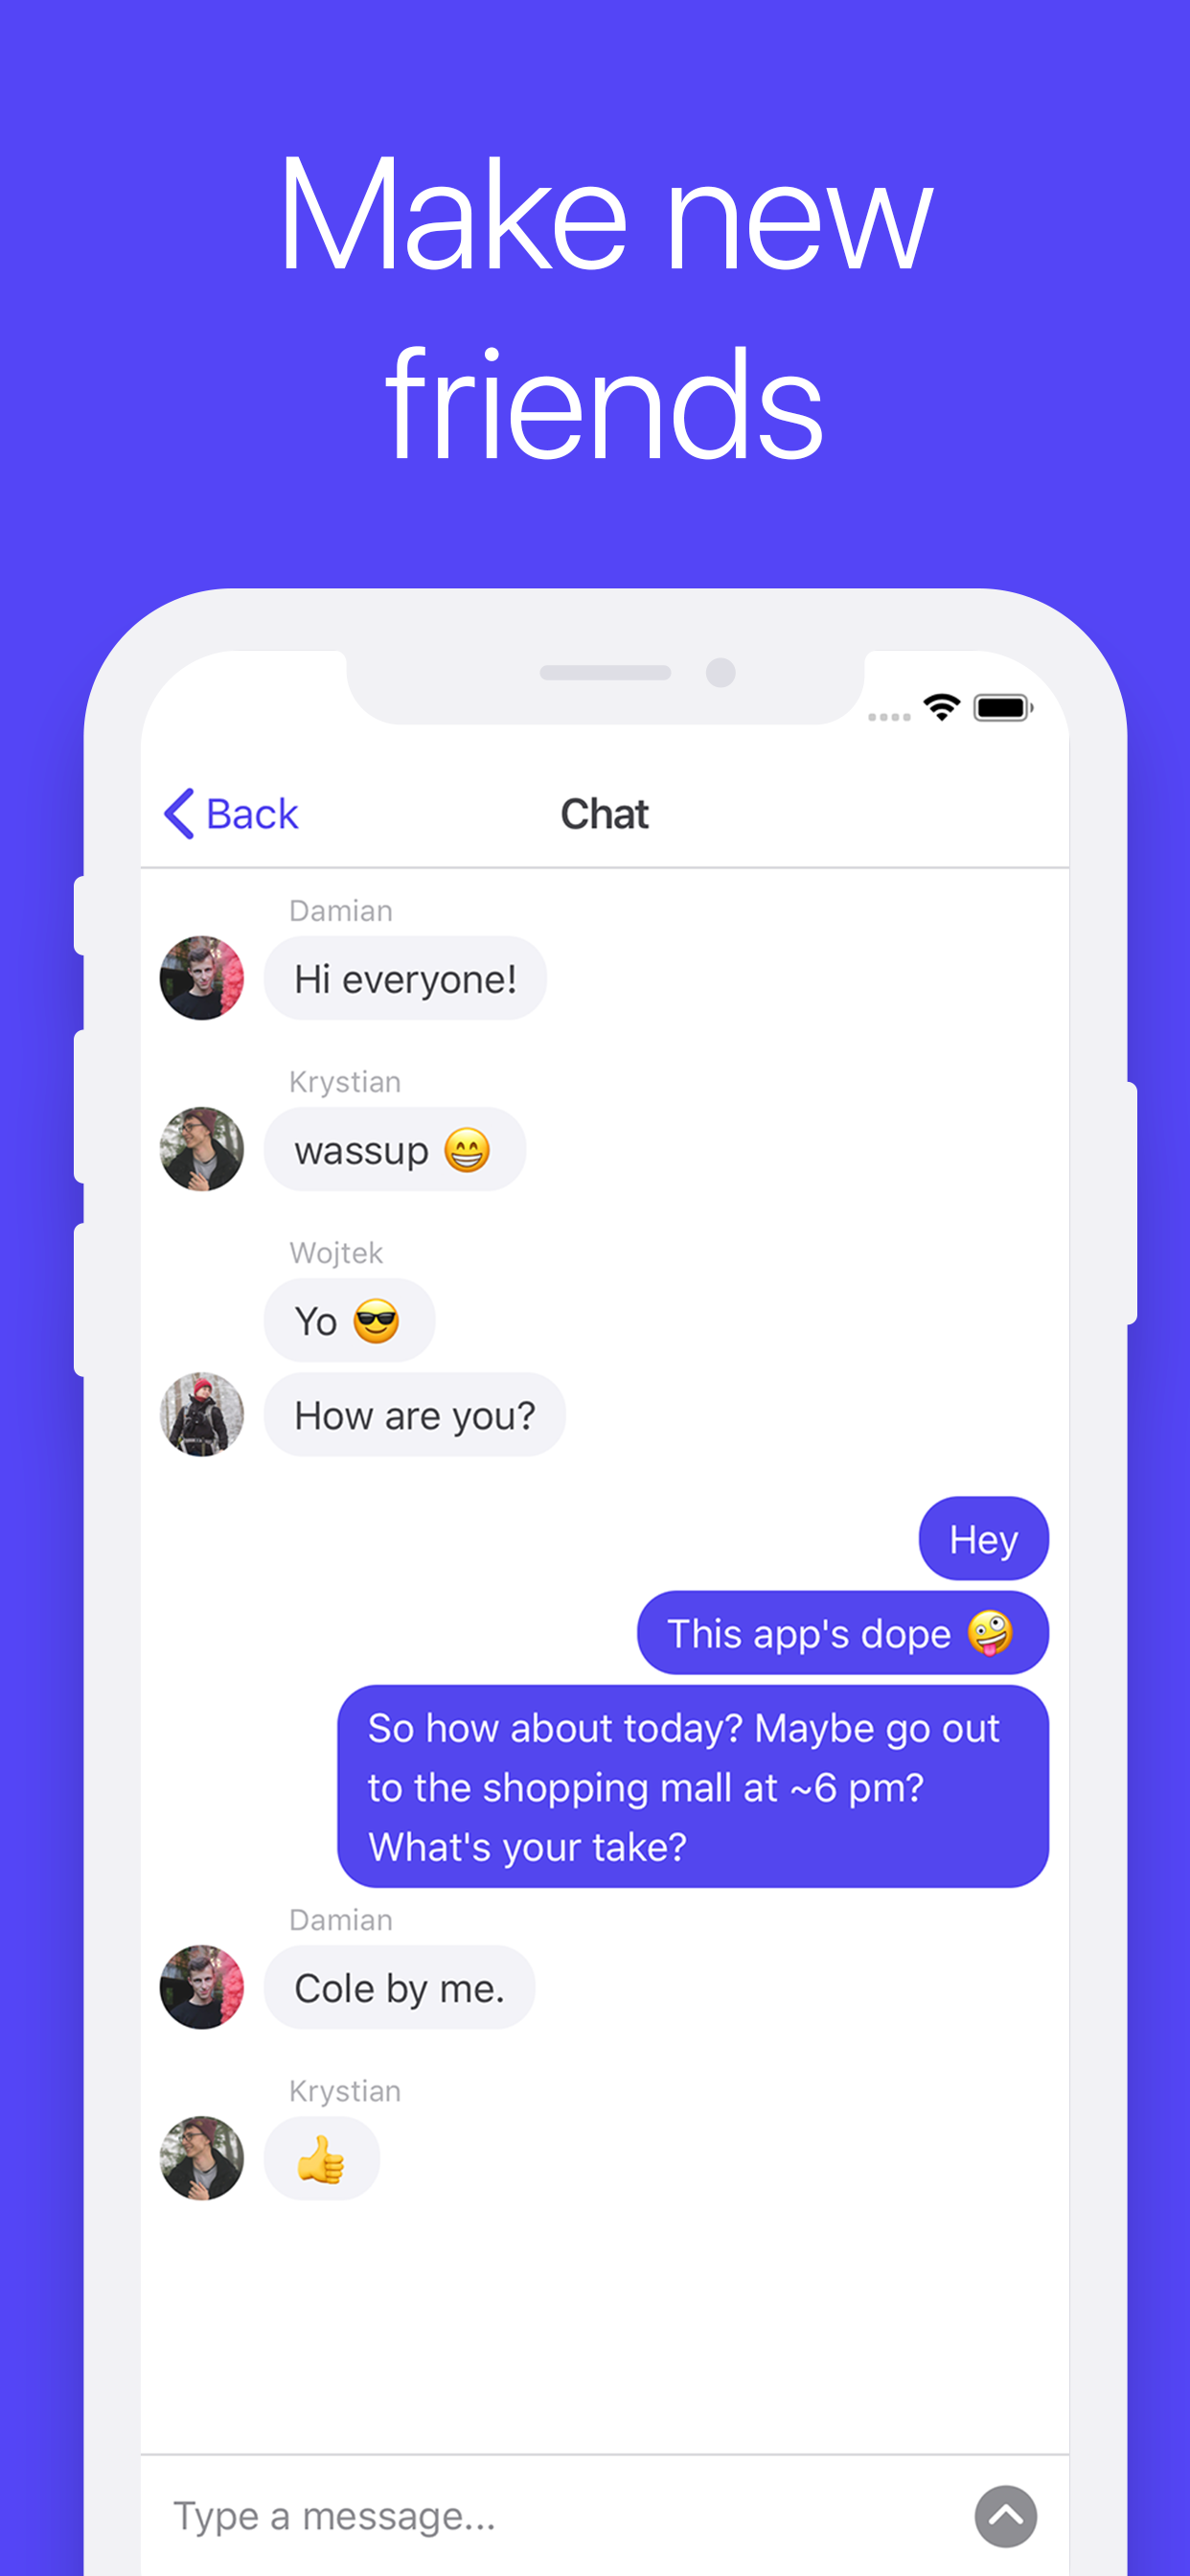 Make new
friends
Back
Chat
Damian
Hi everyone!
Krystian
wassup 😁
Wojtek
Yo 😎
How are you?
Hey
This app's dope 🤪
So how about today? Maybe go out
to the shopping mall at ~6 pm?
What's your take?
Damian
Cole by me.
Krystian
👍
Type a message...